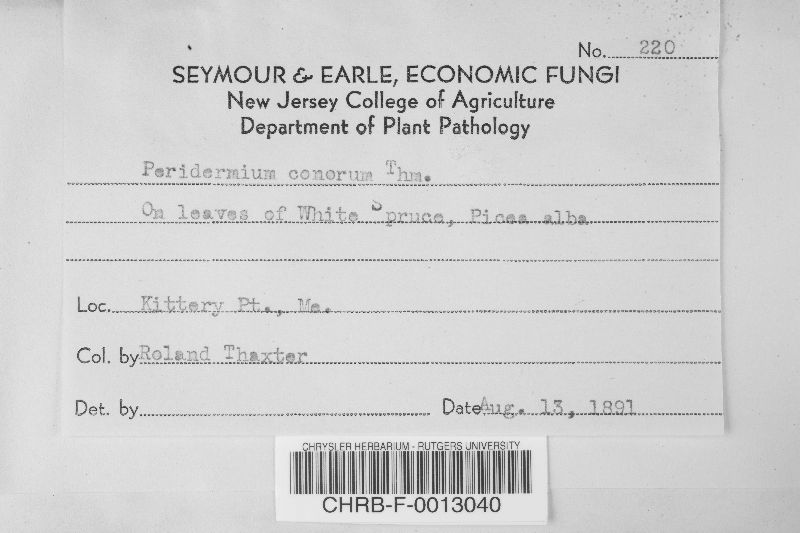 No. 220
SEYMOUR & EARLE, ECONOMIC FUNGI
New Jersey College of Agriculture
Department of Plant Pathology
Peridermium conorum Thm.
On leaves of White Spruce, Picea alba
Loc. Kittery Pt., Me.
Col. by Roland Thaxter
Det. by
Date Aug. 13, 1891
CHRYSLER HERBARIUM - RUTGERS UNIVERSITY
CHRB-F-0013040